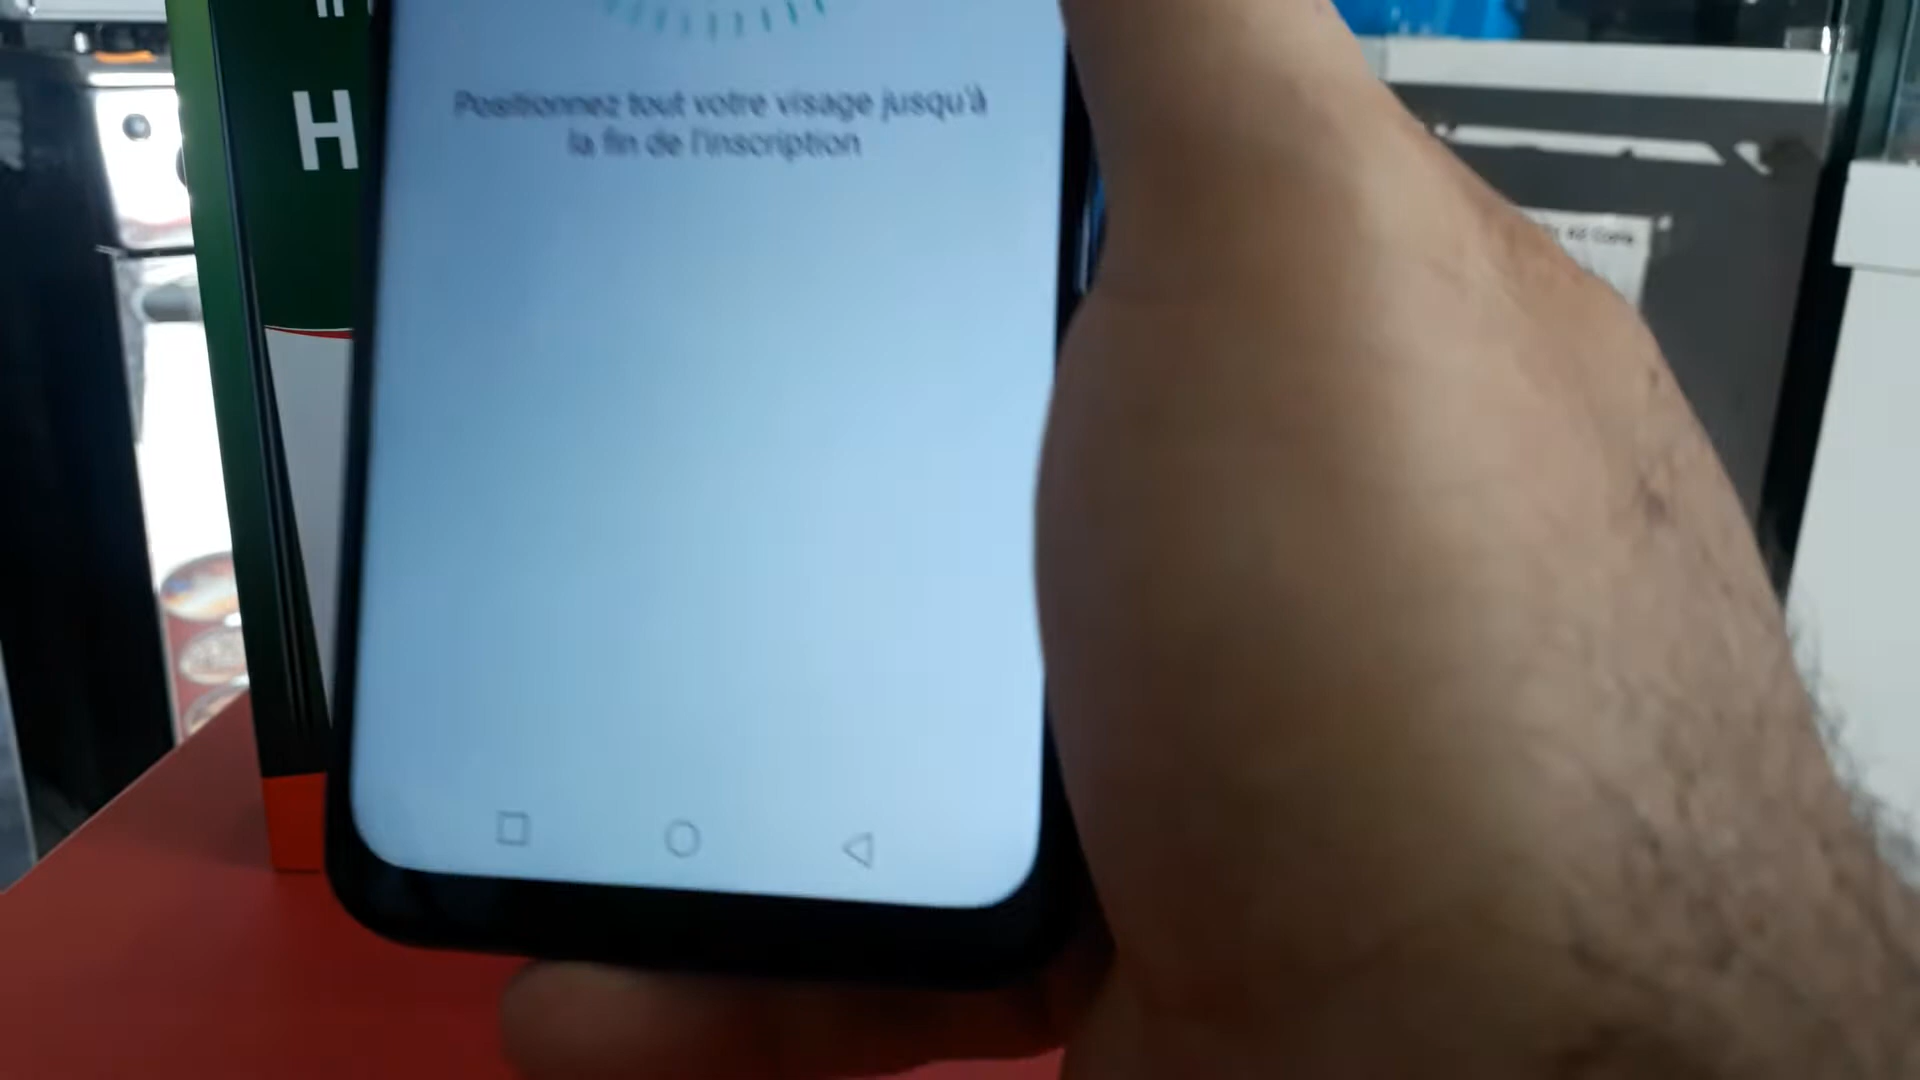 H
Positionnez tout votre visage jusqu'à
la fin de l'inscription